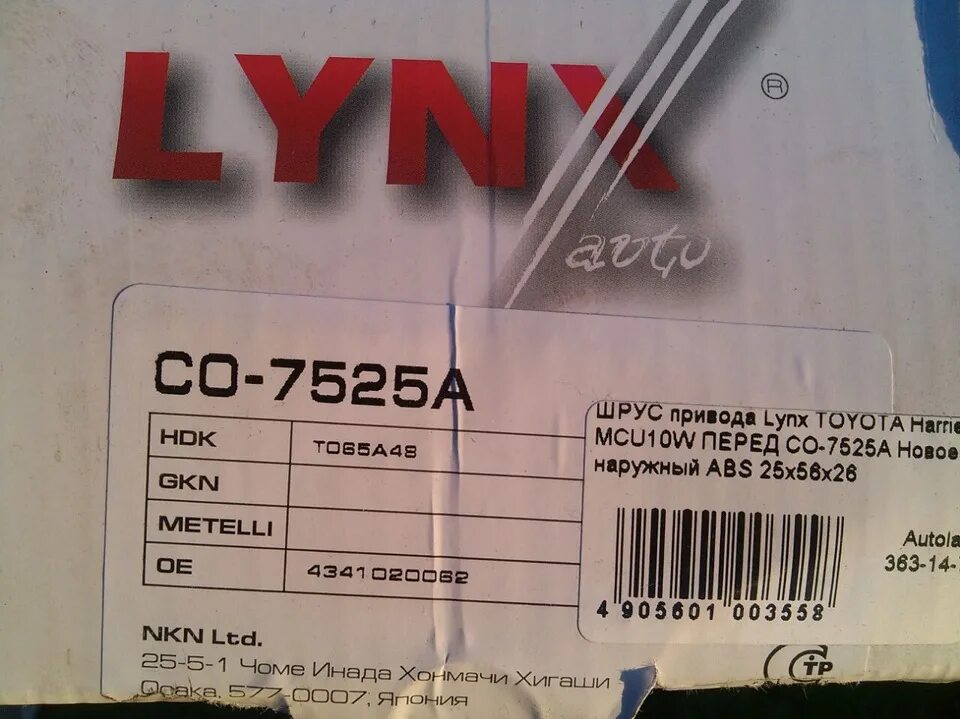 LYNX
®
auto
CO-7525A
HDK T065A48
GKN
METELLI
OE 4341020062
NKN Ltd.
25-5-1 Чоме Инада Хонмачи Хигаши
Осака, 577-0007, Япония
ШРУС привода Lynx TOYOTA Harrie
MCU10W ПЕРЕД CO-7525A Новое
наружный ABS 25x56x26
Autola
363-14-
4 905601 003558
СТР